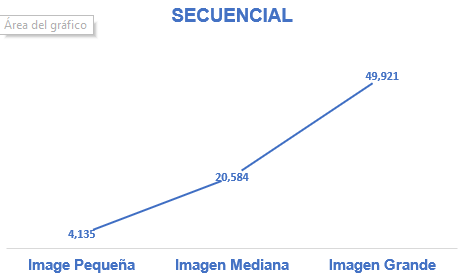 SECUENCIAL
Área del gráfico
49,921
20,584
4,135
Image Pequeña
Imagen Mediana
Imagen Grande